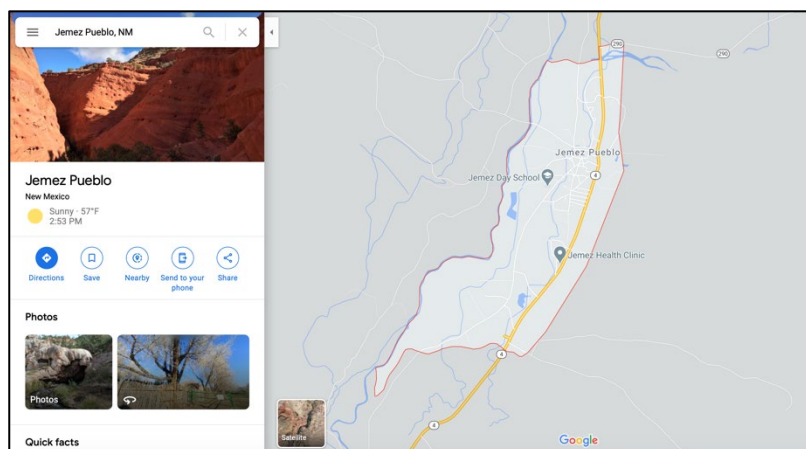 Jemez Pueblo, NM
Jemez Pueblo
New Mexico
Sunny · 57°F
2:53 PM
Directions
Save
Nearby
Send to your
phone
Share
Photos
Photos
Quick facts
290
290
Jemez Pueblo
Jemez Day School
4
Jemez Health Clinic
4
4
Satellite
Google